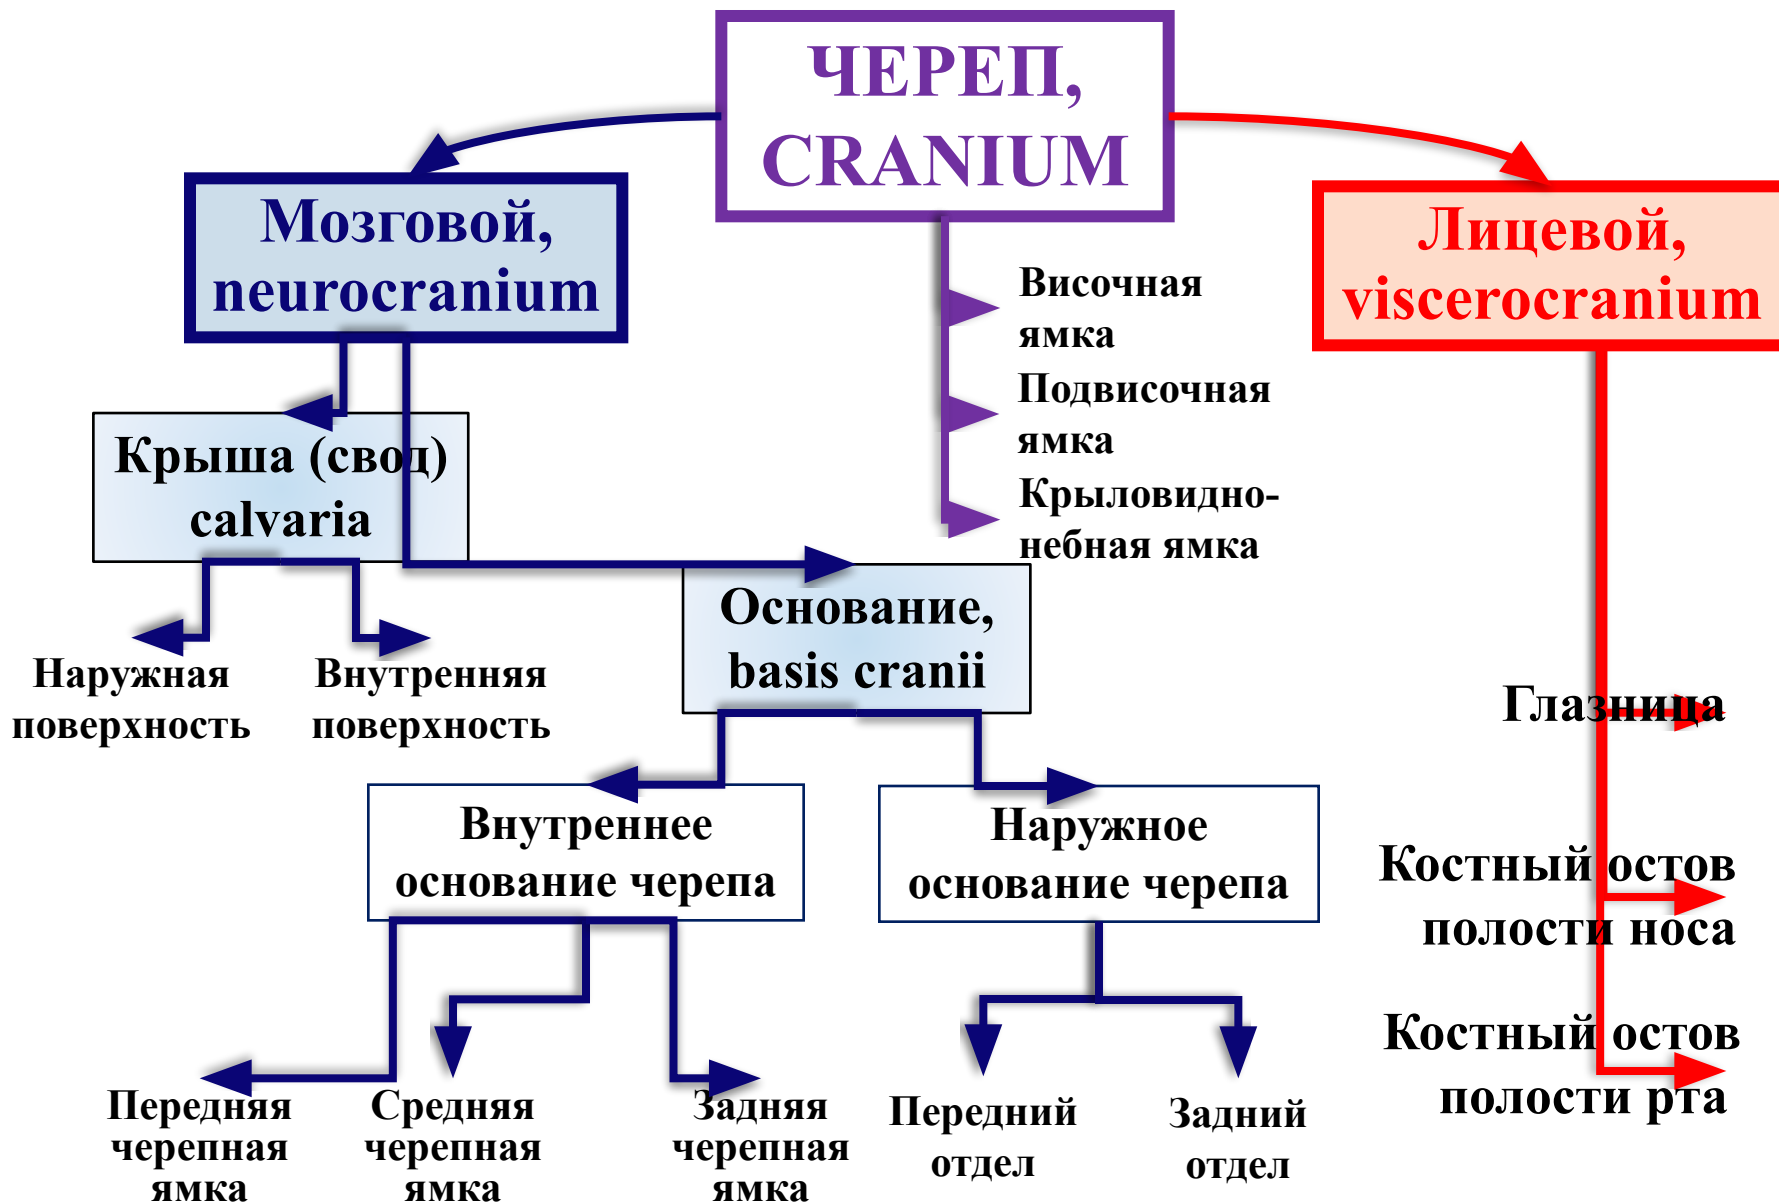 ЧЕРЕП,
CRANIUM
Мозговой,
neurocranium
Лицевой,
viscerocranium
Височная
ямка
Подвисочная
ямка
Крыловидно-
небная ямка
Крыша (свод)
calvaria
Наружная
поверхность
Внутренняя
поверхность
Основание,
basis cranii
Внутреннее
основание черепа
Наружное
основание черепа
Передняя
черепная
ямка
Средняя
черепная
ямка
Задняя
черепная
ямка
Передний
отдел
Задний
отдел
Глазница
Костный остов
полости носа
Костный остов
полости рта